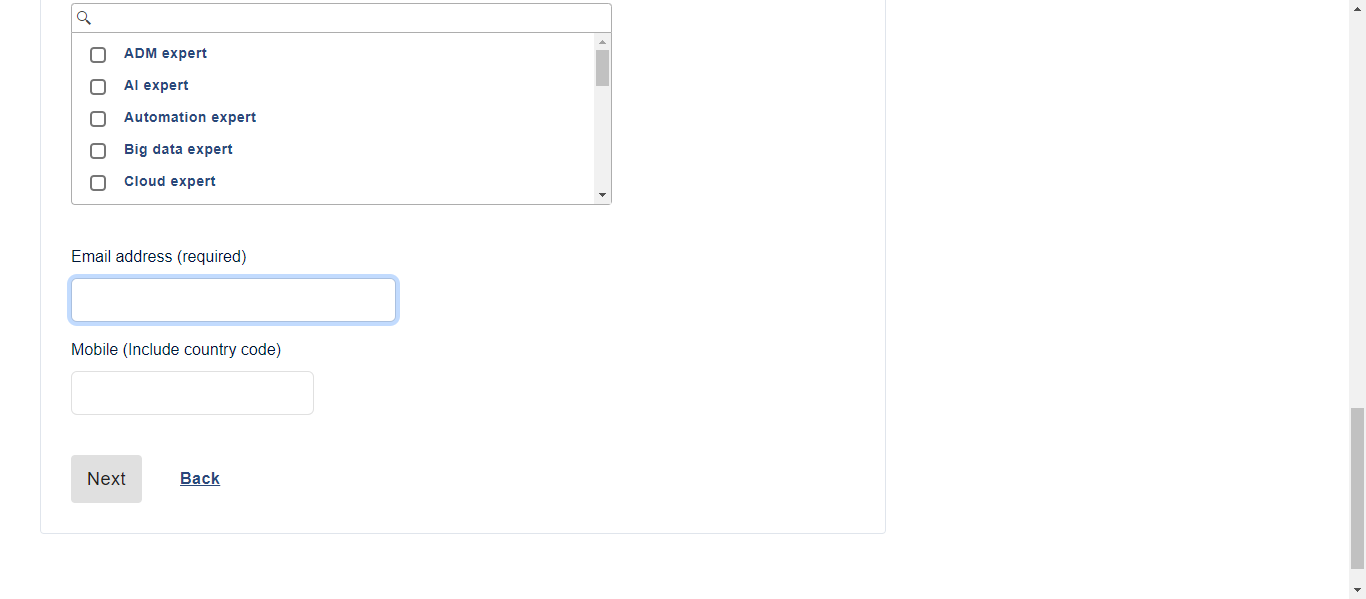 ADM expert
AI expert
Automation expert
Big data expert
Cloud expert
Email address (required)
Mobile (Include country code)
Next Back